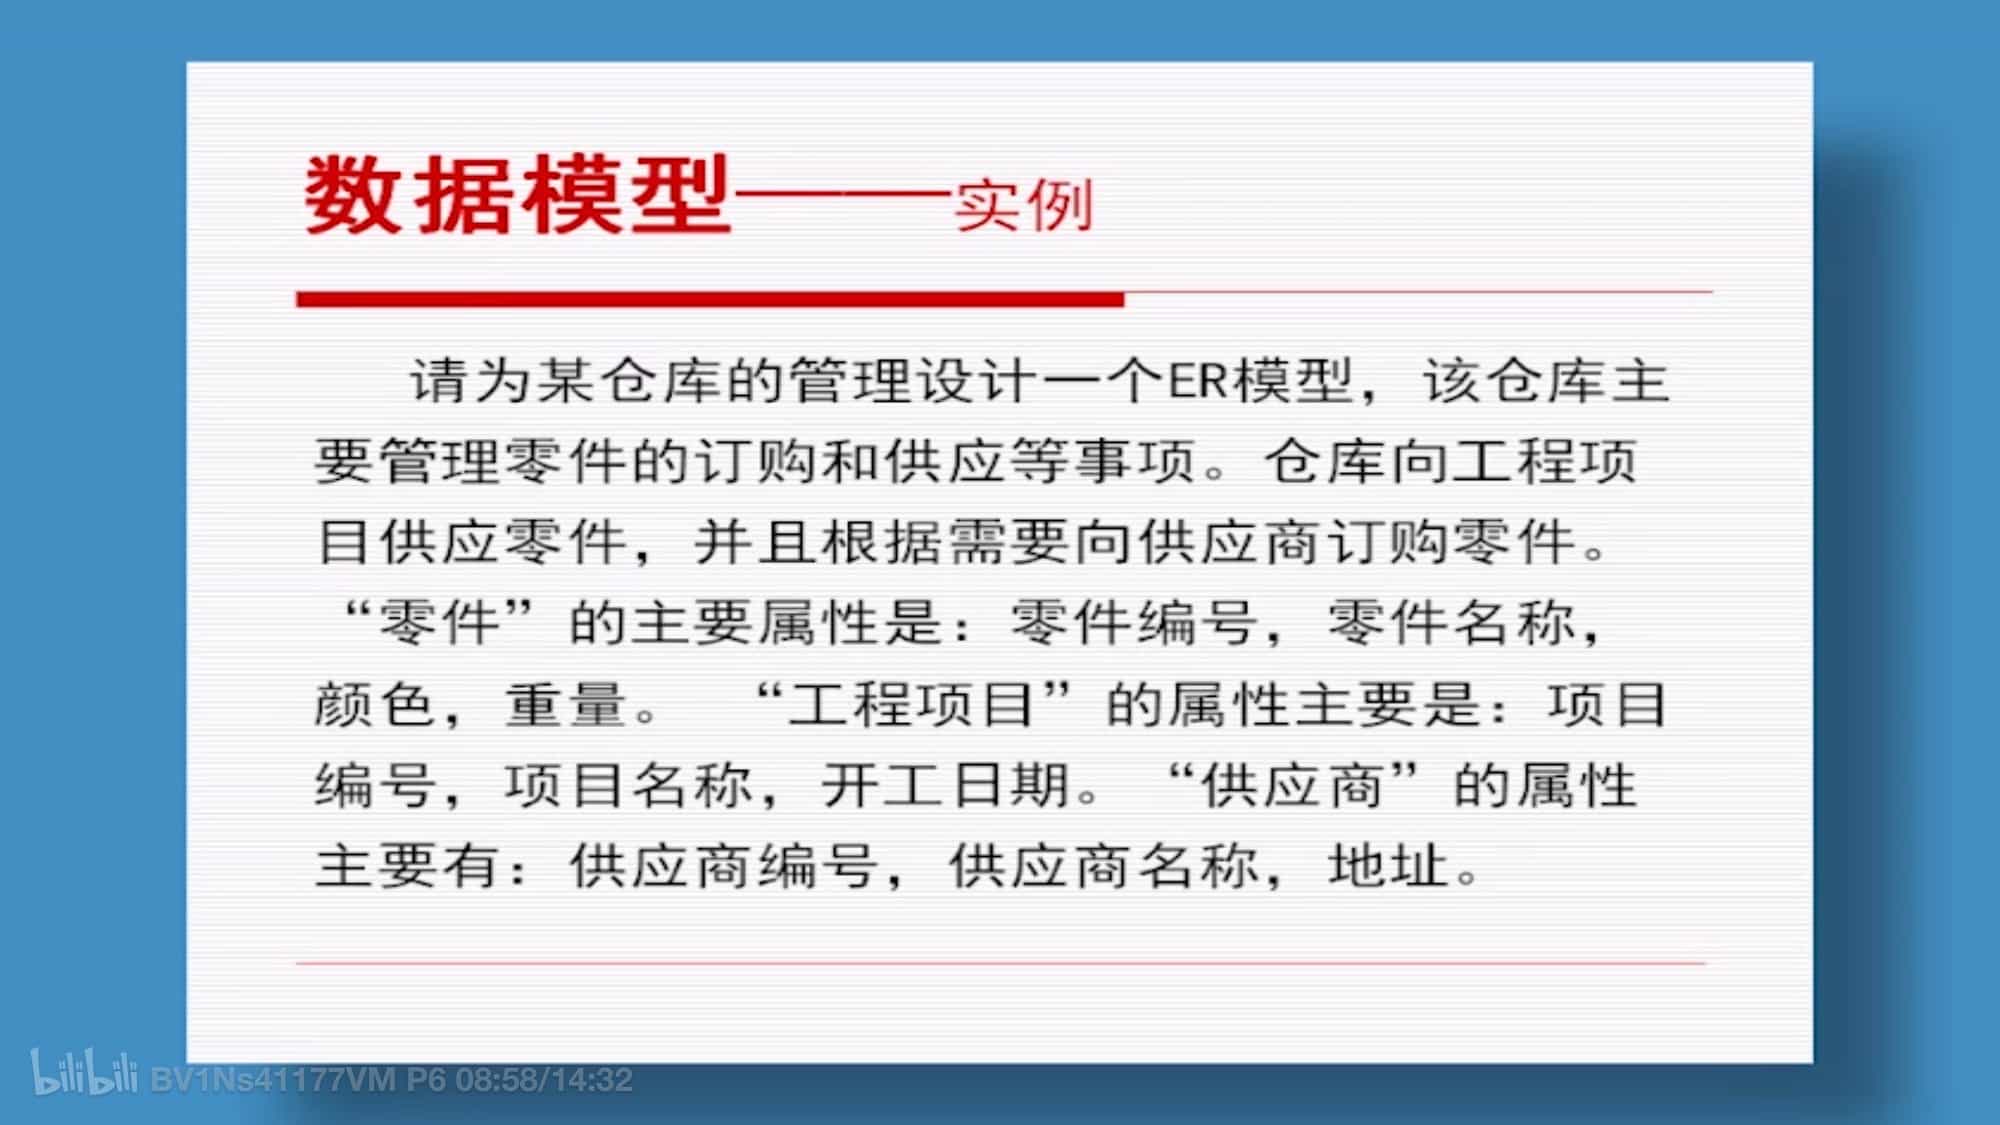 数据模型——实例
请为某仓库的管理设计一个ER模型，该仓库主
要管理零件的订购和供应等事项。仓库向工程项
目供应零件，并且根据需要向供应商订购零件。
“零件”的主要属性是：零件编号，零件名称，
颜色，重量。 “工程项目”的属性主要是：项目
编号，项目名称，开工日期。“供应商”的属性
主要有：供应商编号，供应商名称，地址。
bilibili BV1Ns41177VM P6 08:58/14:32